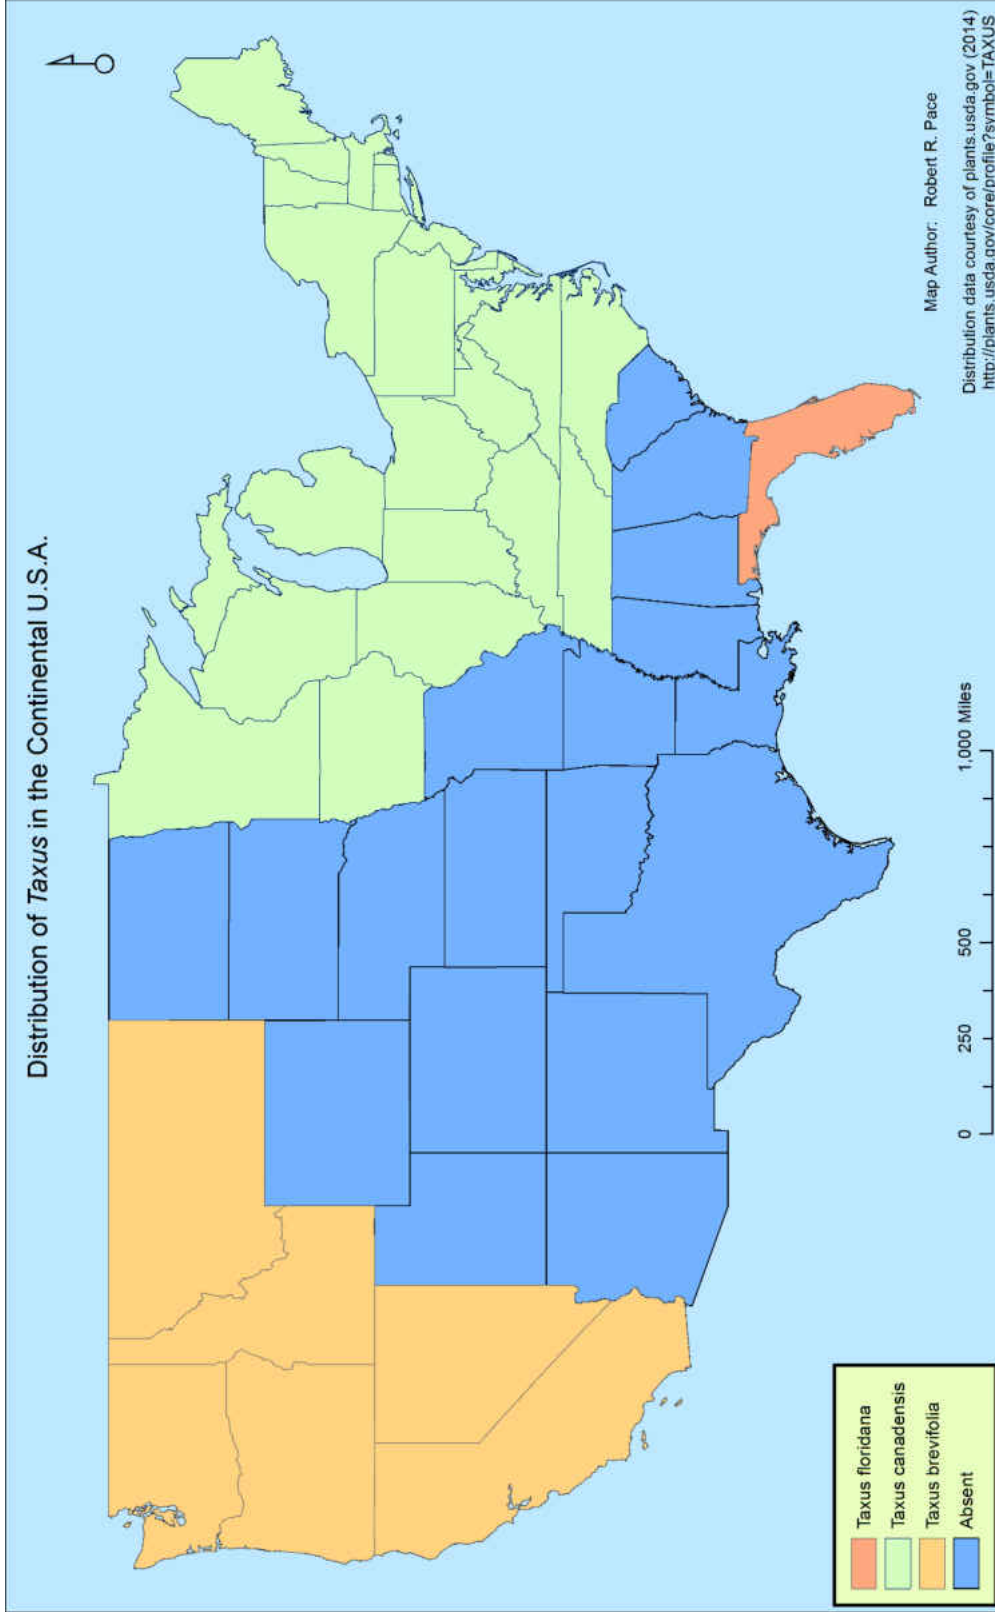 Distribution of Taxus in the Continental U.S.A.
Taxus floridana
Taxus canadensis
Taxus brevifolia
Absent
0 250 500 1,000 Miles
Map Author: Robert R. Pace
Distribution data courtesy of plants.usda.gov (2014)
http://plants.usda.gov/core/profile?symbol=TAXUS